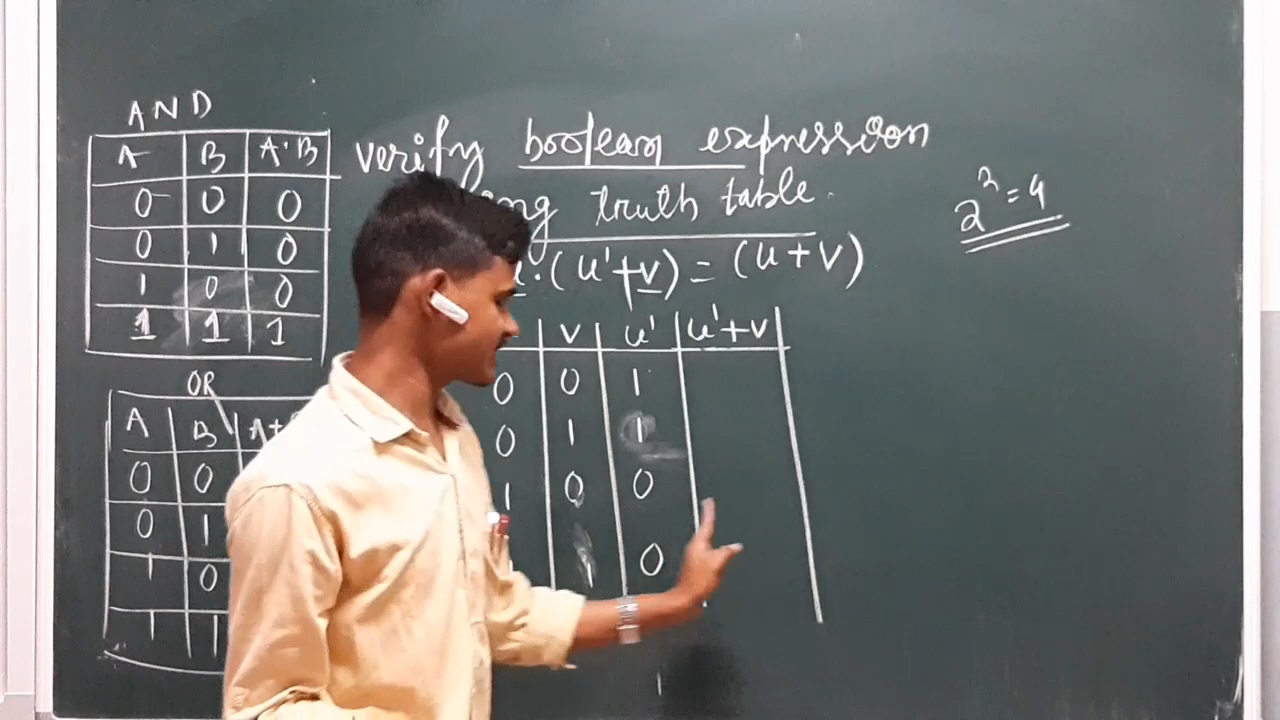 AND
A B A·B
0 0 0
0 1 0
1 0 0
1 1 1
OR
A B
0 0
0 1
1 0
1 1
verify boolean expression
truth table.
·(u'+v) = (u+v)
v u' u'+v
0 0 1
0 1 1
1 0 0
1 0
2² = 4